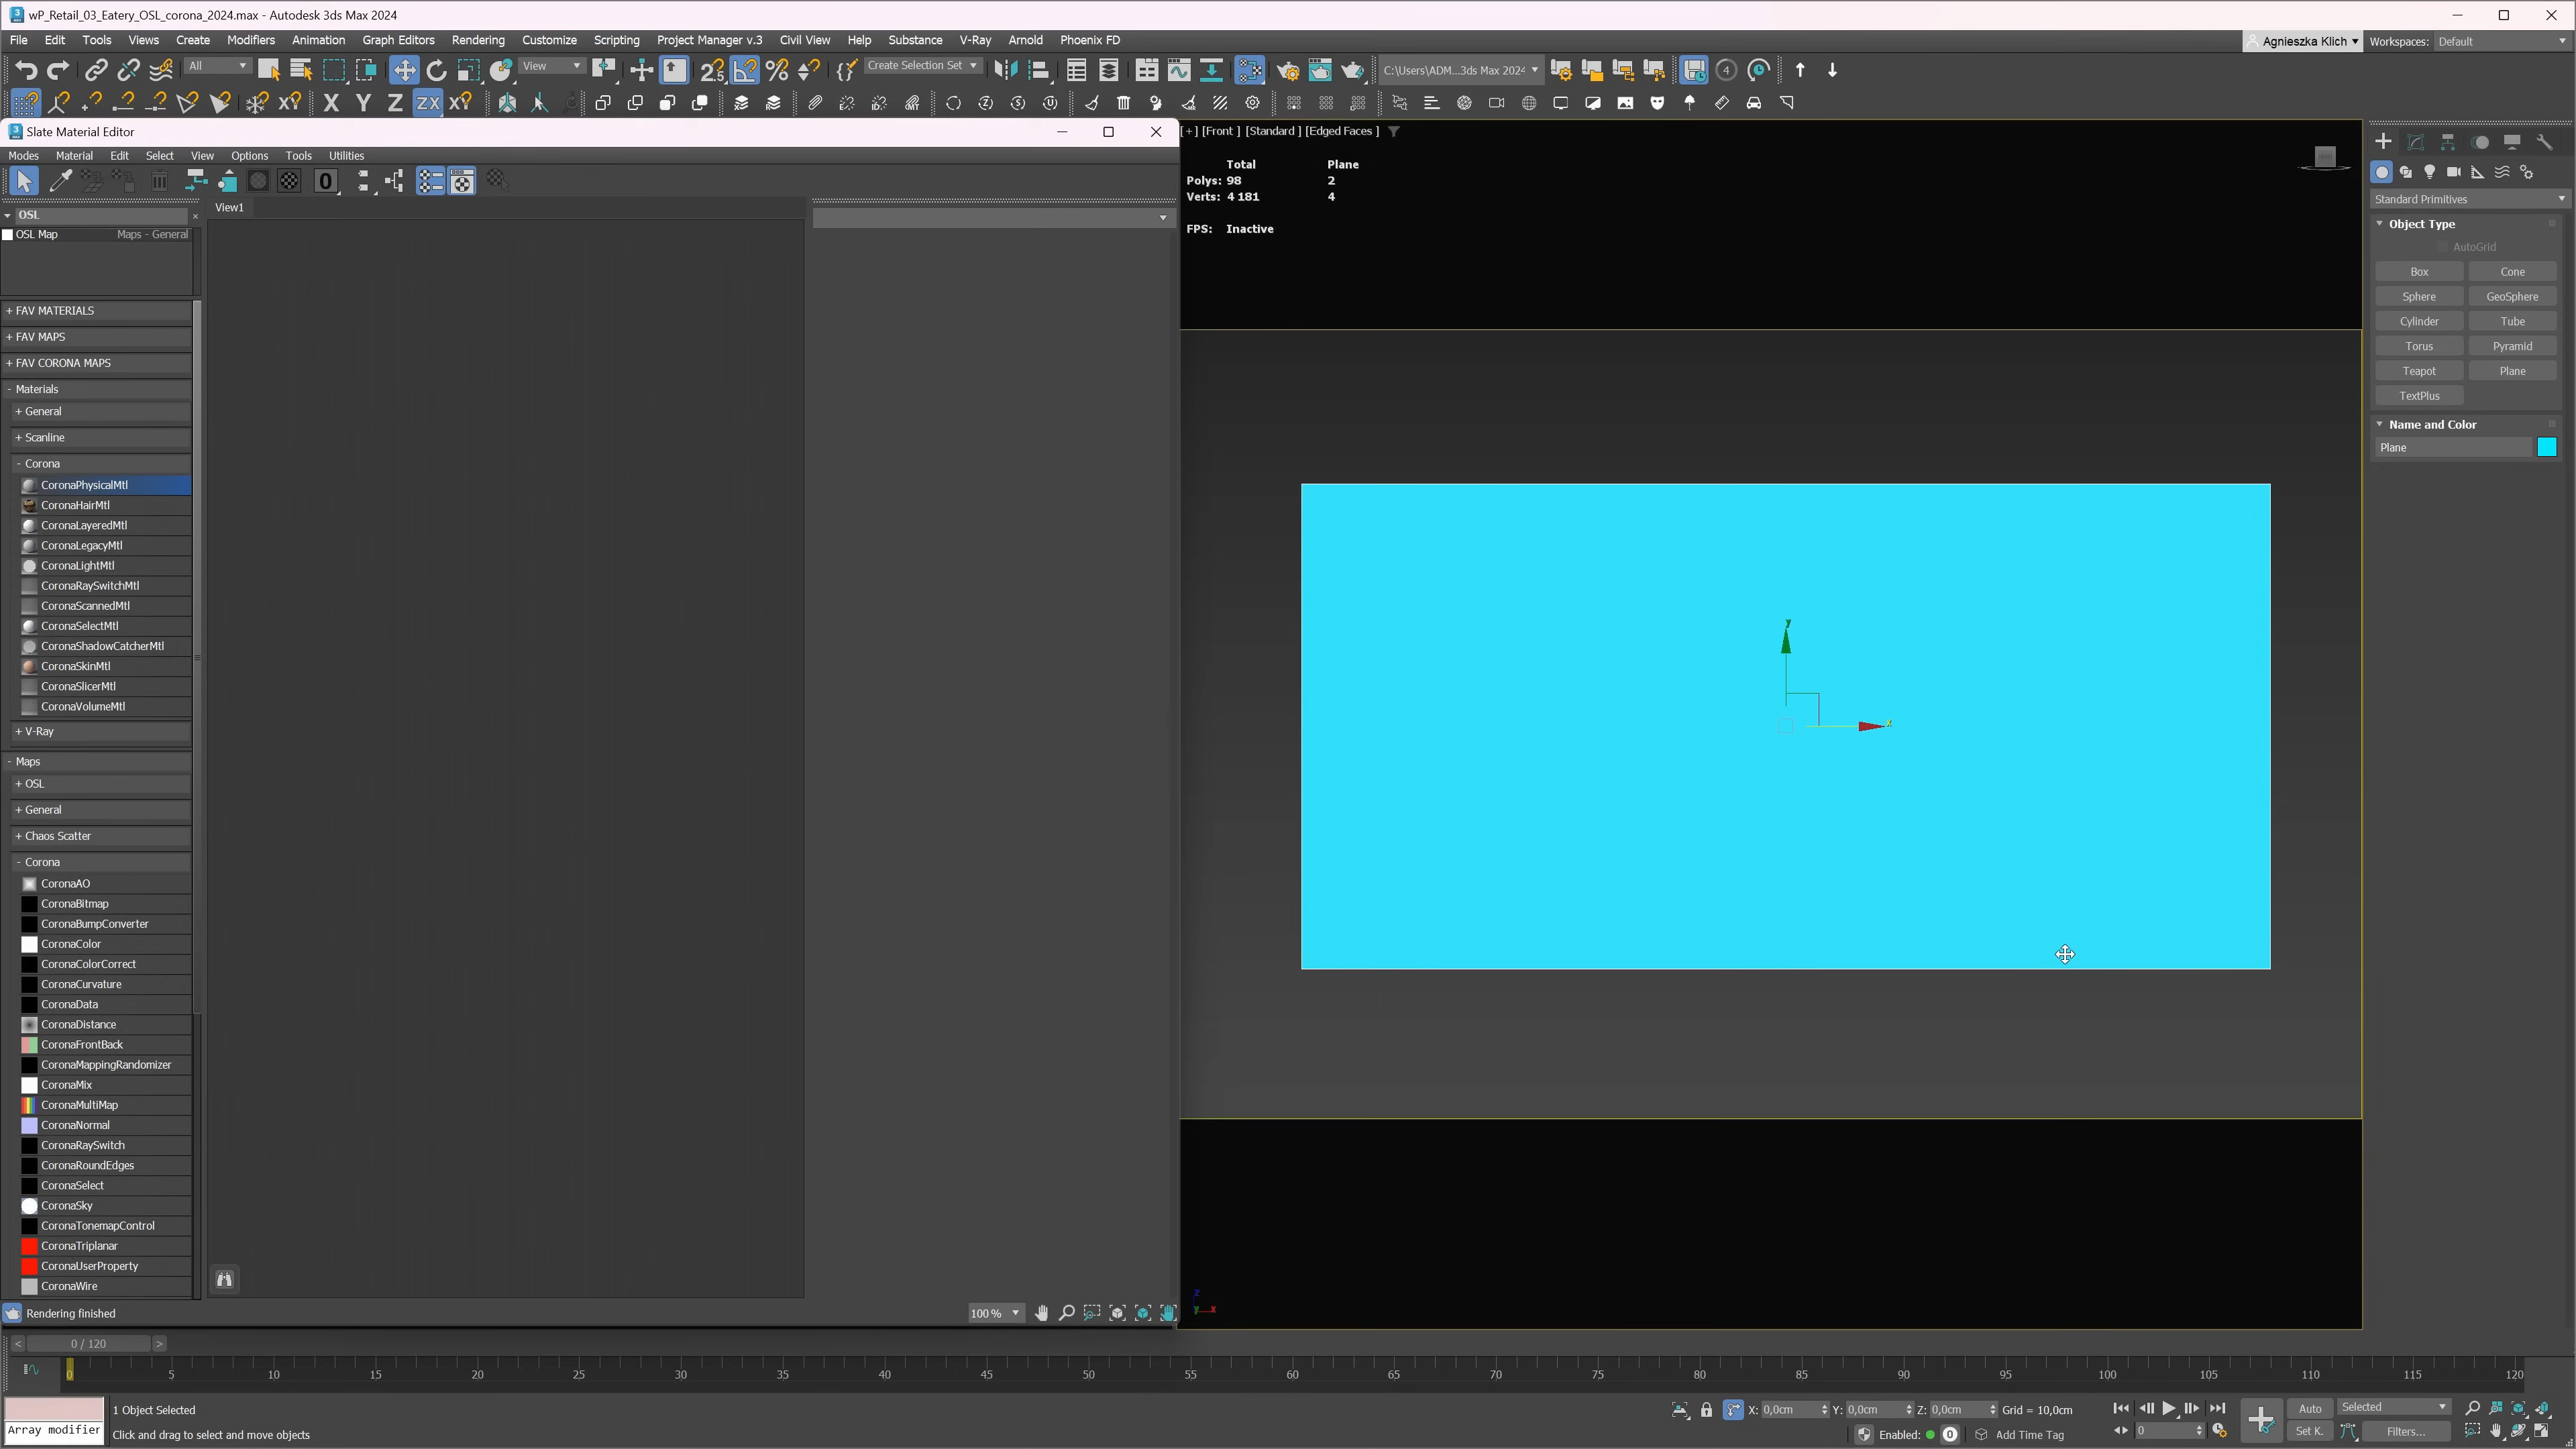 wP_Retail_03_Eatery_OSL_corona_2024.max - Autodesk 3ds Max 2024
File Edit Tools Views Create Modifiers Animation Graph Editors Rendering Customize Scripting Project Manager v.3 Civil View Help Substance V-Ray Arnold Phoenix FD
Agnieszka Klich
Workspaces: Default
All
View
Create Selection Set
C:\Users\ADM...3ds Max 2024
4
X Y Z ZX XY
Slate Material Editor
Modes Material Edit Select View Options Tools Utilities
0
OSL
OSL Map Maps - General
+ FAV MATERIALS
+ FAV MAPS
+ FAV CORONA MAPS
- Materials
+ General
+ Scanline
- Corona
CoronaPhysicalMtl
CoronaHairMtl
CoronaLayeredMtl
CoronaLegacyMtl
CoronaLightMtl
CoronaRaySwitchMtl
CoronaScannedMtl
CoronaSelectMtl
CoronaShadowCatcherMtl
CoronaSkinMtl
CoronaSlicerMtl
CoronaVolumeMtl
+ V-Ray
- Maps
+ OSL
+ General
+ Chaos Scatter
- Corona
CoronaAO
CoronaBitmap
CoronaBumpConverter
CoronaColor
CoronaColorCorrect
CoronaCurvature
CoronaData
CoronaDistance
CoronaFrontBack
CoronaMappingRandomizer
CoronaMix
CoronaMultiMap
CoronaNormal
CoronaRaySwitch
CoronaRoundEdges
CoronaSelect
CoronaSky
CoronaTonemapControl
CoronaTriplanar
CoronaUserProperty
CoronaWire
View1
Rendering finished
100 %
[+] [Front ] [Standard ] [Edged Faces ]
Total Plane
Polys: 98 2
Verts: 4 181 4
FPS: Inactive
y
x
z
y x
Standard Primitives
Object Type
AutoGrid
Box Cone
Sphere GeoSphere
Cylinder Tube
Torus Pyramid
Teapot Plane
TextPlus
Name and Color
Plane
< 0 / 120 >
0 5 10 15 20 25 30 35 40 45 50 55 60 65 70 75 80 85 90 95 100 105 110 115 120
1 Object Selected
Array modifier
Click and drag to select and move objects
X: 0,0cm Y: 0,0cm Z: 0,0cm Grid = 10,0cm
Enabled: 0 Add Time Tag
0
Auto Selected
Set K. Filters...